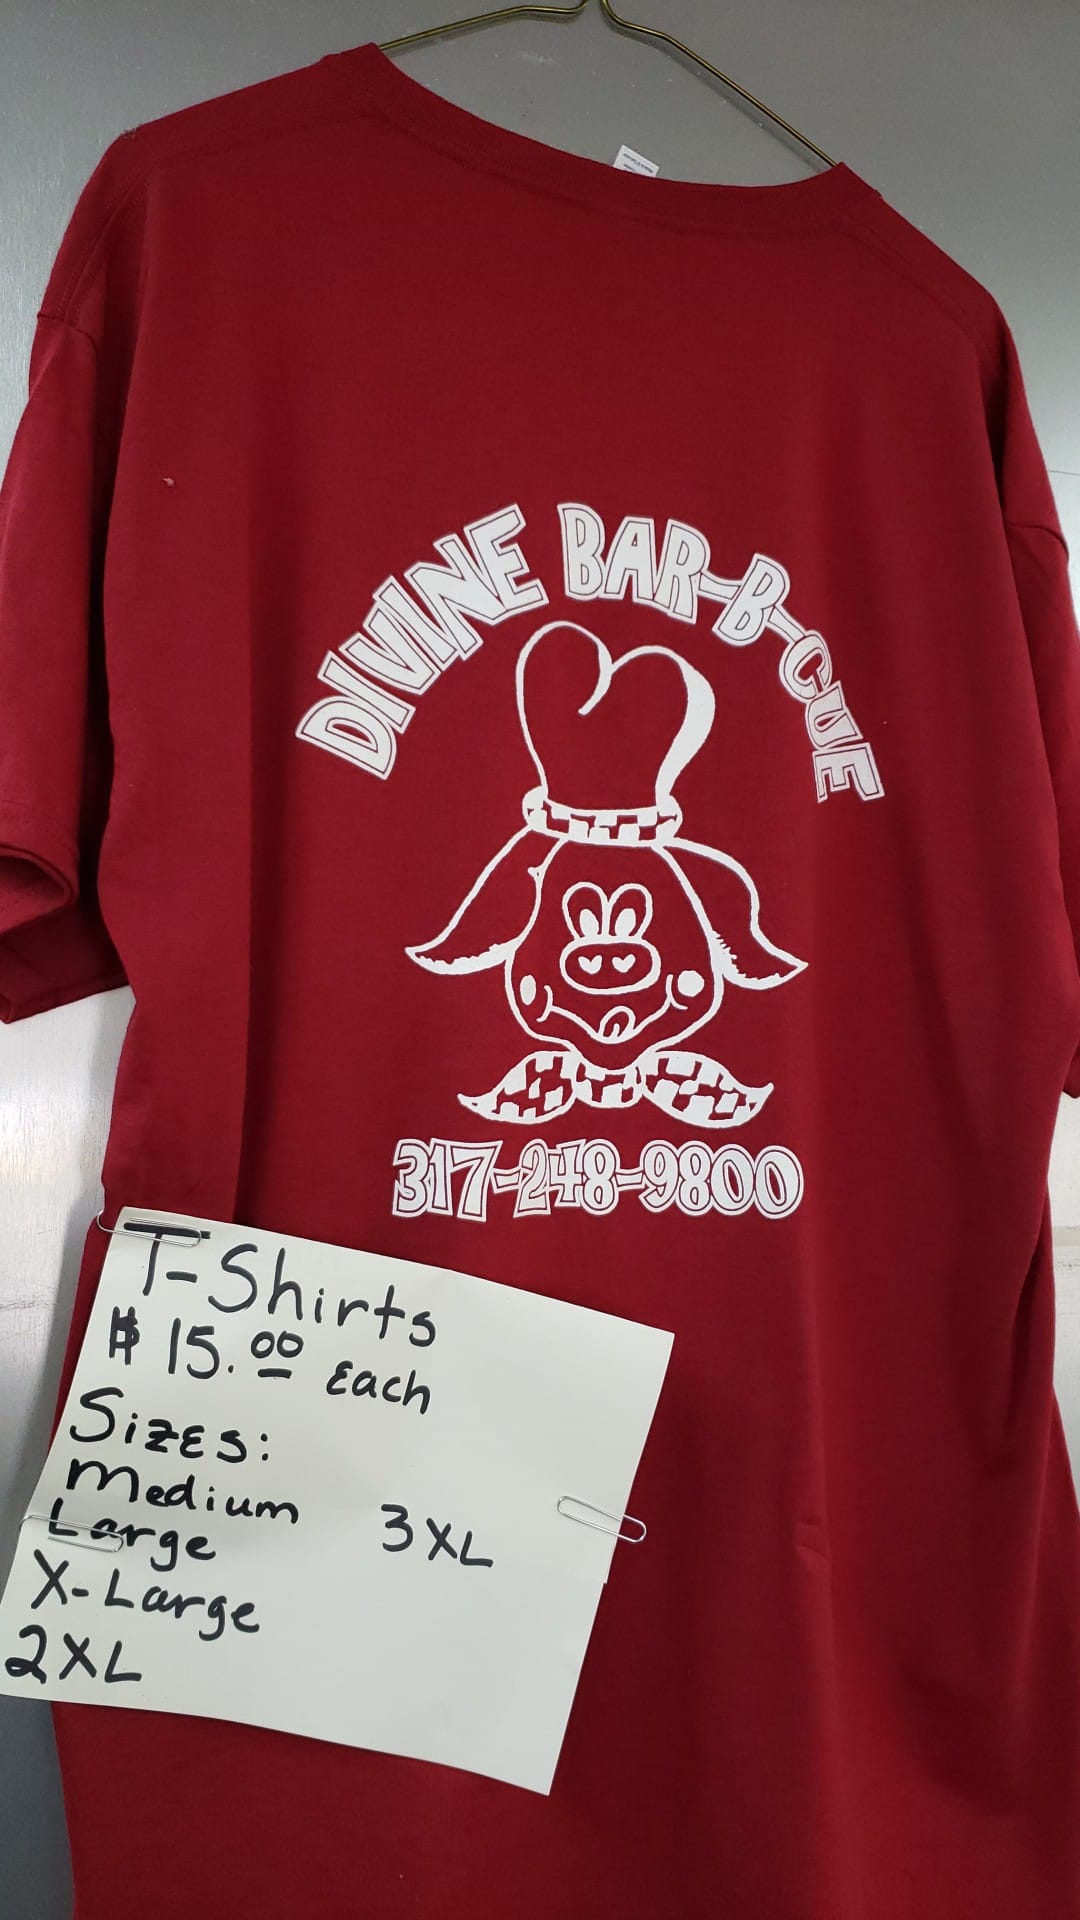 DIVINE BAR-B-CUE
317-248-9800
T-Shirts
$ 15.00 Each
Sizes:
Medium
Large
X-Large
2XL
3XL